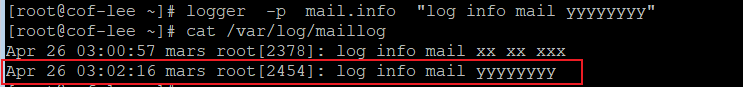 [root@cof-lee ~]# logger  -p  mail.info  "log info mail yyyyyyyy"
[root@cof-lee ~]# cat /var/log/maillog
Apr 26 03:00:57 mars root[2378]: log info mail xx xx xxx
Apr 26 03:02:16 mars root[2454]: log info mail yyyyyyyy